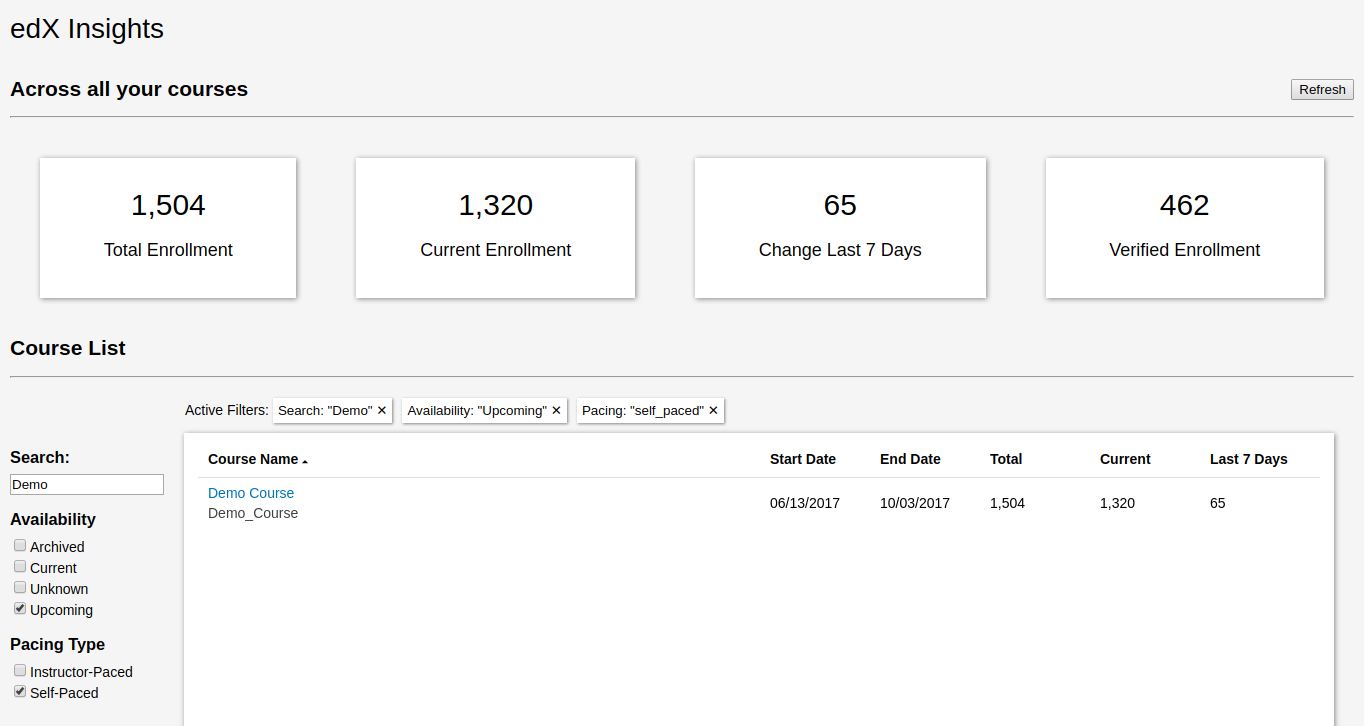 edX Insights
Across all your courses
Refresh
1,504
Total Enrollment
1,320
Current Enrollment
65
Change Last 7 Days
462
Verified Enrollment
Course List
Active Filters: Search: "Demo" ✕ Availability: "Upcoming" ✕ Pacing: "self_paced" ✕
Search:
Demo
Availability
Archived
Current
Unknown
Upcoming
Pacing Type
Instructor-Paced
Self-Paced
Course Name Start Date End Date Total Current Last 7 Days
Demo Course
Demo_Course
06/13/2017 10/03/2017 1,504 1,320 65